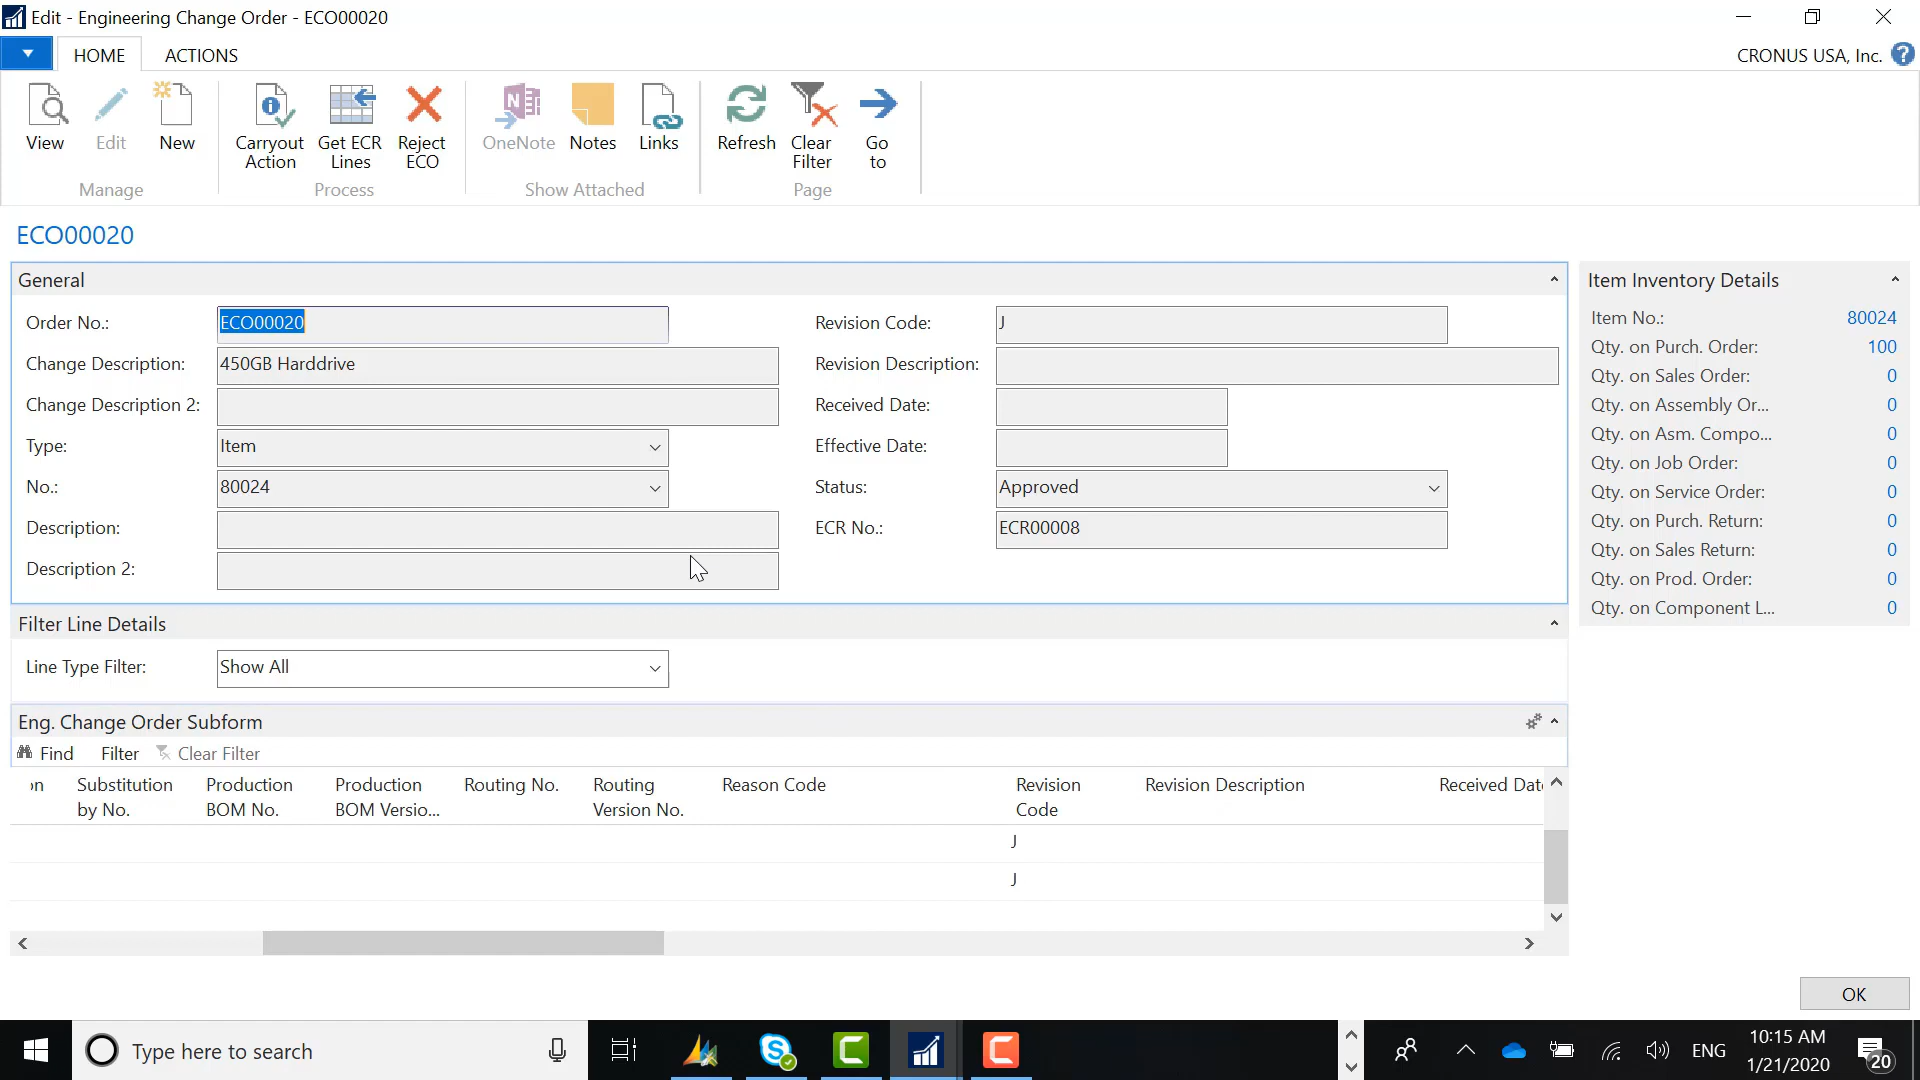 Edit - Engineering Change Order - ECO00020
HOME
ACTIONS
CRONUS USA, Inc.
?
View
Edit
New
Carryout
Action
Get ECR
Lines
Reject
ECO
OneNote
Notes
Links
Refresh
Clear
Filter
Go
to
Manage
Process
Show Attached
Page
ECO00020
General
Order No.: ECO00020
Change Description: 450GB Harddrive
Change Description 2:
Type: Item
No.: 80024
Description:
Description 2:
Revision Code: J
Revision Description:
Received Date:
Effective Date:
Status: Approved
ECR No.: ECR00008
Item Inventory Details
Item No.: 80024
Qty. on Purch. Order: 100
Qty. on Sales Order: 0
Qty. on Assembly Or... 0
Qty. on Asm. Compo... 0
Qty. on Job Order: 0
Qty. on Service Order: 0
Qty. on Purch. Return: 0
Qty. on Sales Return: 0
Qty. on Prod. Order: 0
Qty. on Component L... 0
Filter Line Details
Line Type Filter: Show All
Eng. Change Order Subform
Find Filter Clear Filter
on
Substitution
by No.
Production
BOM No.
Production
BOM Versio...
Routing No.
Routing
Version No.
Reason Code
Revision
Code
Revision Description
Received Date
J
J
OK
Type here to search
ENG
10:15 AM
1/21/2020
20